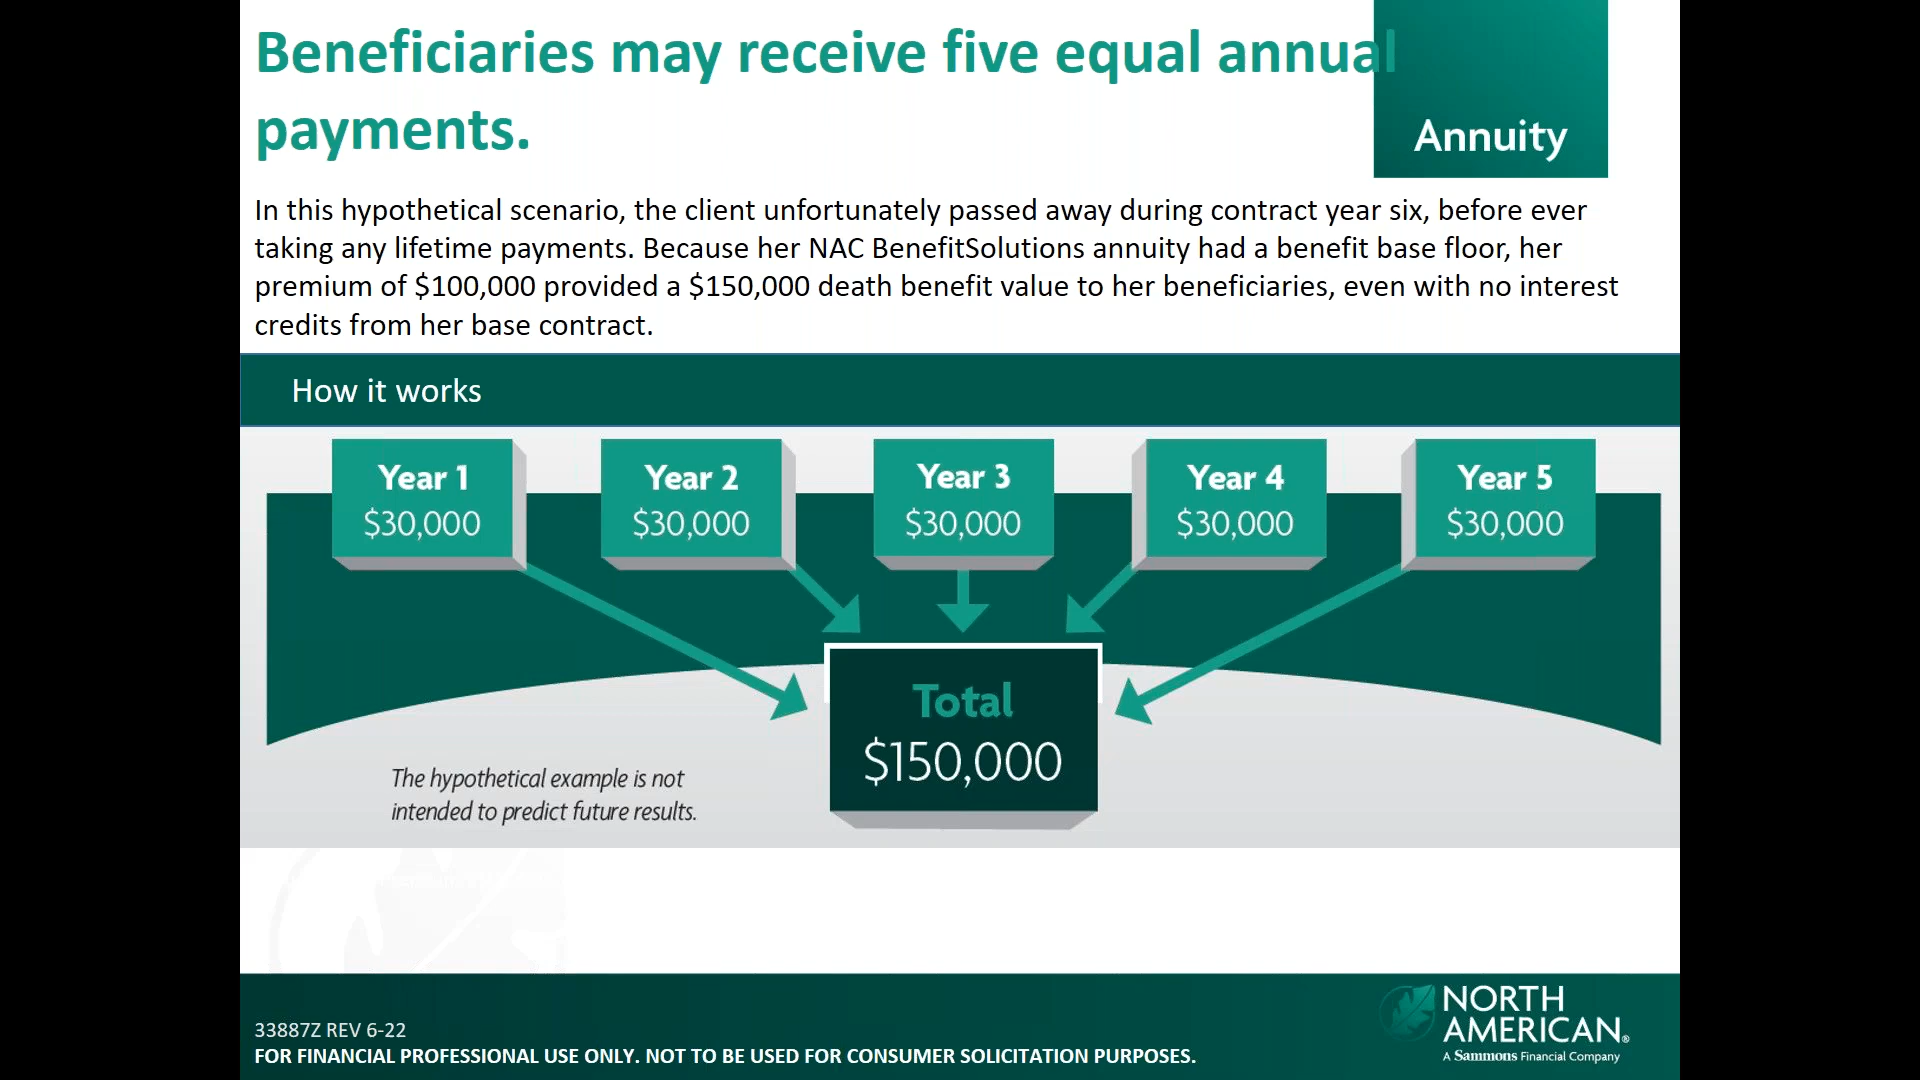 Beneficiaries may receive five equal annual
payments.
Annuity
In this hypothetical scenario, the client unfortunately passed away during contract year six, before ever
taking any lifetime payments. Because her NAC BenefitSolutions annuity had a benefit base floor, her
premium of $100,000 provided a $150,000 death benefit value to her beneficiaries, even with no interest
credits from her base contract.
How it works
Year 1
$30,000
Year 2
$30,000
Year 3
$30,000
Year 4
$30,000
Year 5
$30,000
Total
$150,000
The hypothetical example is not
intended to predict future results.
33887Z REV 6-22
FOR FINANCIAL PROFESSIONAL USE ONLY. NOT TO BE USED FOR CONSUMER SOLICITATION PURPOSES.
NORTH
AMERICAN®
A Sammons Financial Company